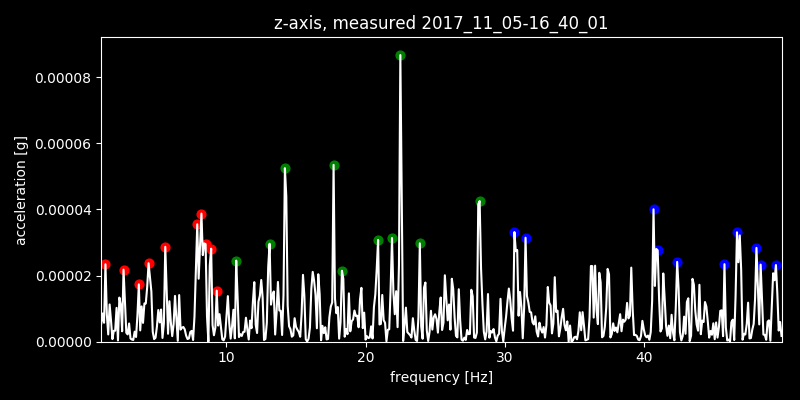 z-axis, measured 2017_11_05-16_40_01
0.00008
0.00006
0.00004
0.00002
0.00000
acceleration [g]
10 20 30 40
frequency [Hz]